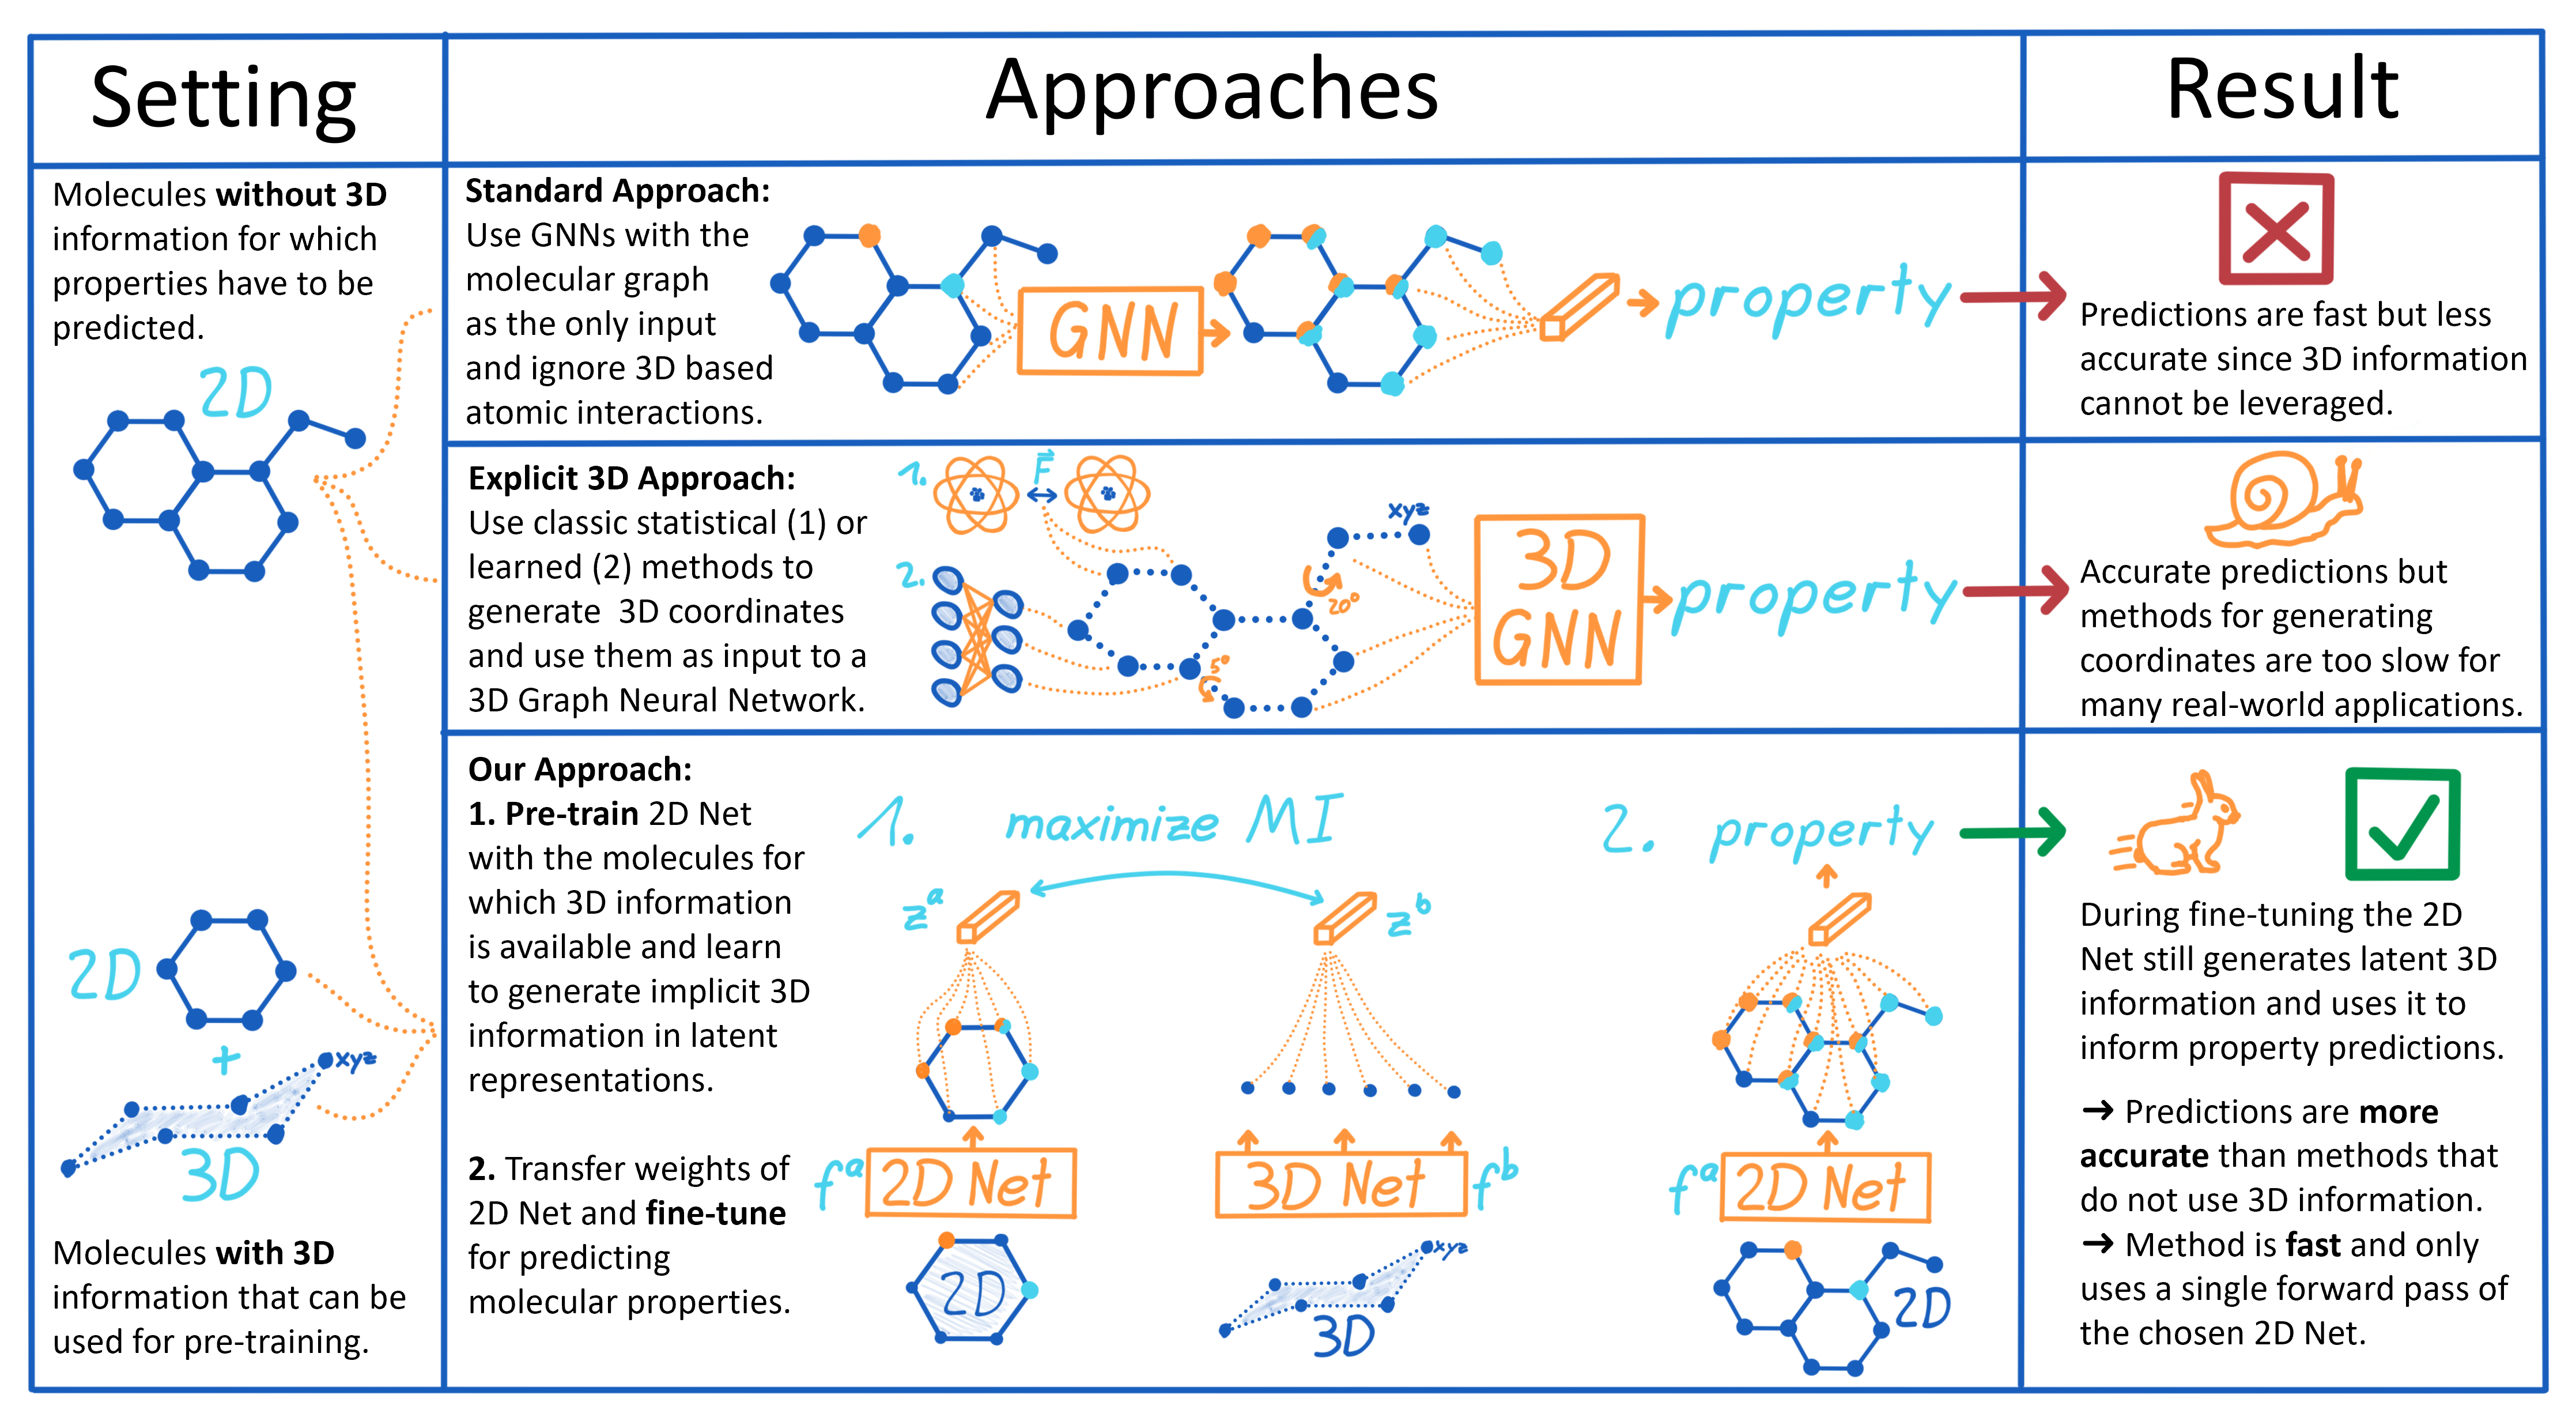 Setting
Approaches
Result
Molecules without 3D
information for which
properties have to be
predicted.
2D
2D
+
xyz
3D
Molecules with 3D
information that can be
used for pre-training.
Standard Approach:
Use GNNs with the
molecular graph
as the only input
and ignore 3D based
atomic interactions.
GNN
property
Predictions are fast but less
accurate since 3D information
cannot be leveraged.
Explicit 3D Approach:
Use classic statistical (1) or
learned (2) methods to
generate 3D coordinates
and use them as input to a
3D Graph Neural Network.
1.
F⃗
2.
5°
20°
xyz
3D
GNN
property
Accurate predictions but
methods for generating
coordinates are too slow for
many real-world applications.
Our Approach:
1. Pre-train 2D Net
with the molecules for
which 3D information
is available and learn
to generate implicit 3D
information in latent
representations.
2. Transfer weights of
2D Net and fine-tune
for predicting
molecular properties.
1. maximize MI
zᵃ
zᵇ
fᵃ 2D Net
3D Net fᵇ
2D
xyz
3D
2. property
fᵃ 2D Net
2D
During fine-tuning the 2D
Net still generates latent 3D
information and uses it to
inform property predictions.
→ Predictions are more
accurate than methods that
do not use 3D information.
→ Method is fast and only
uses a single forward pass of
the chosen 2D Net.